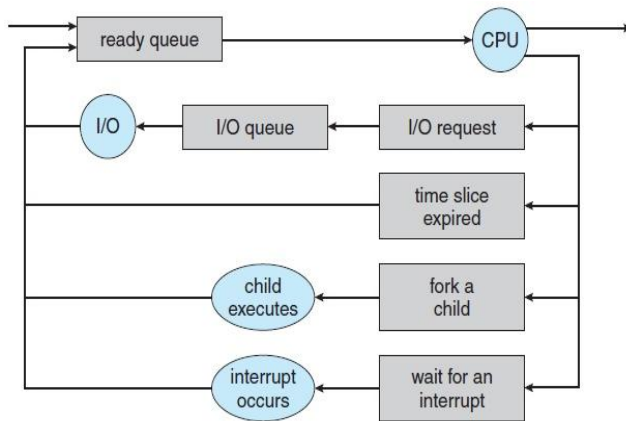 ready queue
CPU
I/O
I/O queue
I/O request
time slice
expired
child
executes
fork a
child
interrupt
occurs
wait for an
interrupt